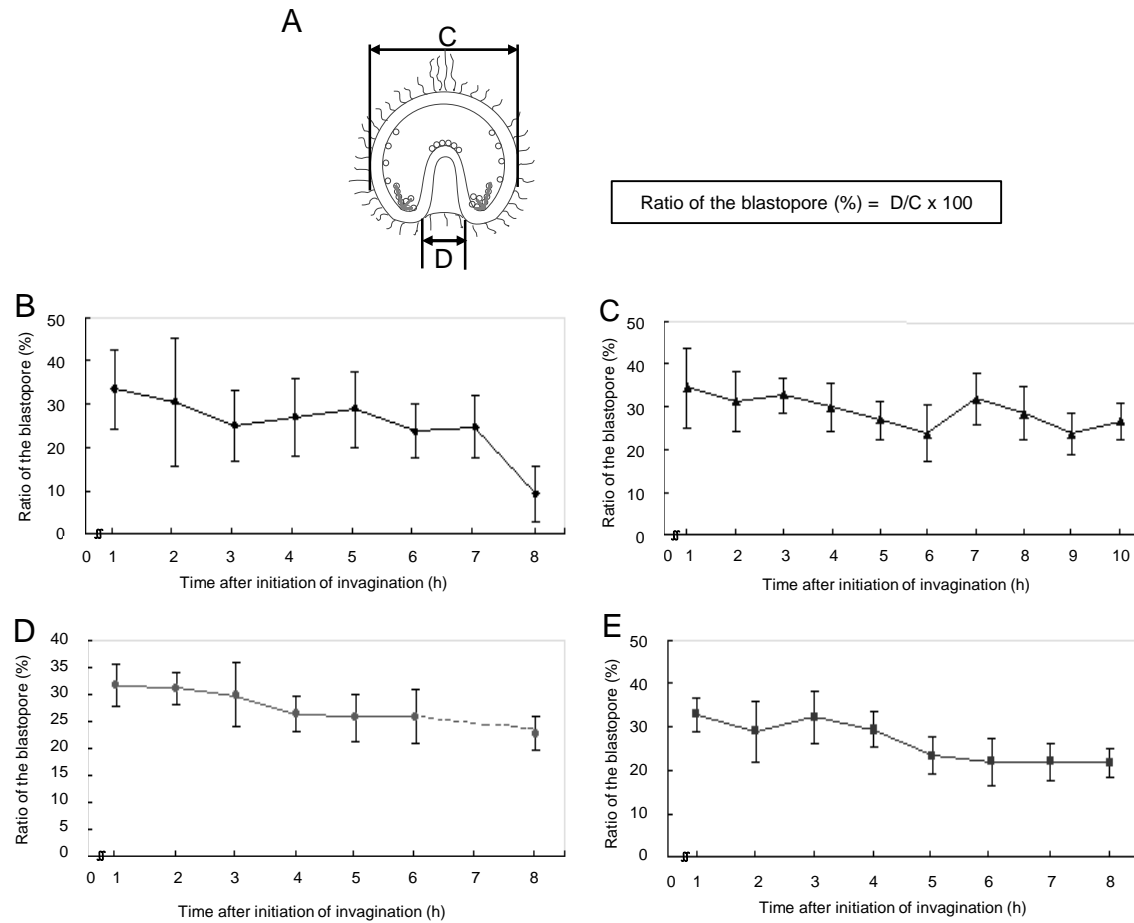 A
C
D
Ratio of the blastopore (%) = D/C x 100
B
50
40
30
20
10
0
Ratio of the blastopore (%)
0 1 2 3 4 5 6 7 8
Time after initiation of invagination (h)
C
50
40
30
20
10
0
Ratio of the blastopore (%)
0 1 2 3 4 5 6 7 8 9 10
Time after initiation of invagination (h)
D
40
35
30
25
20
15
10
5
0
Ratio of the blastopore (%)
0 1 2 3 4 5 6 7 8
Time after initiation of invagination (h)
E
50
40
30
20
10
0
Ratio of the blastopore (%)
0 1 2 3 4 5 6 7 8
Time after initiation of invagination (h)